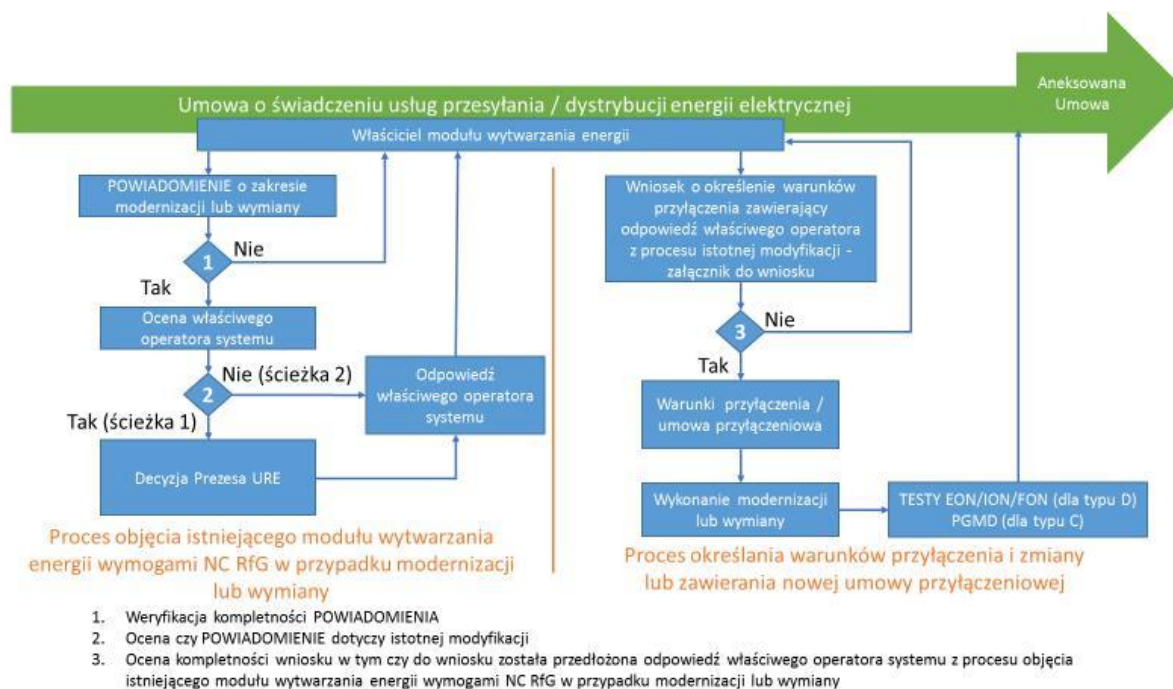 Aneksowana
Umowa
Umowa o świadczeniu usług przesyłania / dystrybucji energii elektrycznej
Właściciel modułu wytwarzania energii
POWIADOMIENIE o zakresie
modernizacji lub wymiany
1
Nie
Tak
Ocena właściwego
operatora systemu
2
Nie (ścieżka 2)
Tak (ścieżka 1)
Odpowiedź
właściwego operatora
systemu
Decyzja Prezesa URE
Proces objęcia istniejącego modułu wytwarzania
energii wymogami NC RfG w przypadku modernizacji
lub wymiany
Wniosek o określenie warunków
przyłączenia zawierający
odpowiedź właściwego operatora
z procesu istotnej modyfikacji -
załącznik do wniosku
3
Nie
Tak
Warunki przyłączenia /
umowa przyłączeniowa
Wykonanie modernizacji
lub wymiany
TESTY EON/ION/FON (dla typu D)
PGMD (dla typu C)
Proces określania warunków przyłączenia i zmiany
lub zawierania nowej umowy przyłączeniowej
1. Weryfikacja kompletności POWIADOMIENIA
2. Ocena czy POWIADOMIENIE dotyczy istotnej modyfikacji
3. Ocena kompletności wniosku w tym czy do wniosku została przedłożona odpowiedź właściwego operatora systemu z procesu objęcia
istniejącego modułu wytwarzania energii wymogami NC RfG w przypadku modernizacji lub wymiany